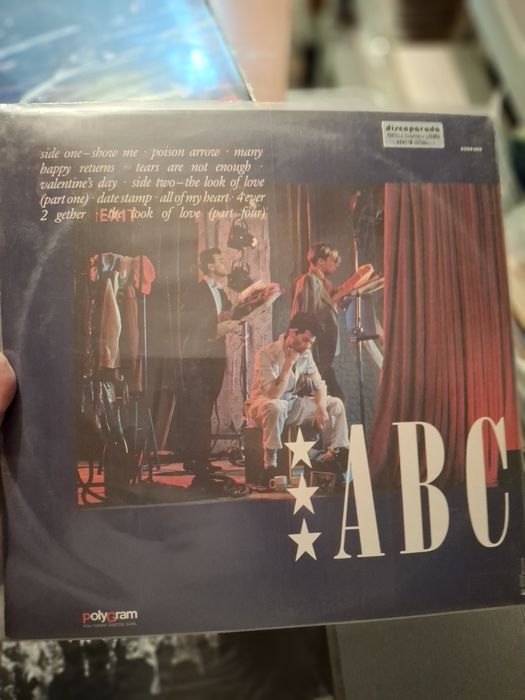 discoparada
side one–show me · poison arrow · many
happy returns · tears are not enough ·
valentine's day · side two–the look of love
(part one) · date stamp · all of my heart · 4'ever
2 gether · the look of love (part four)
EXIT
ABC
polyGram